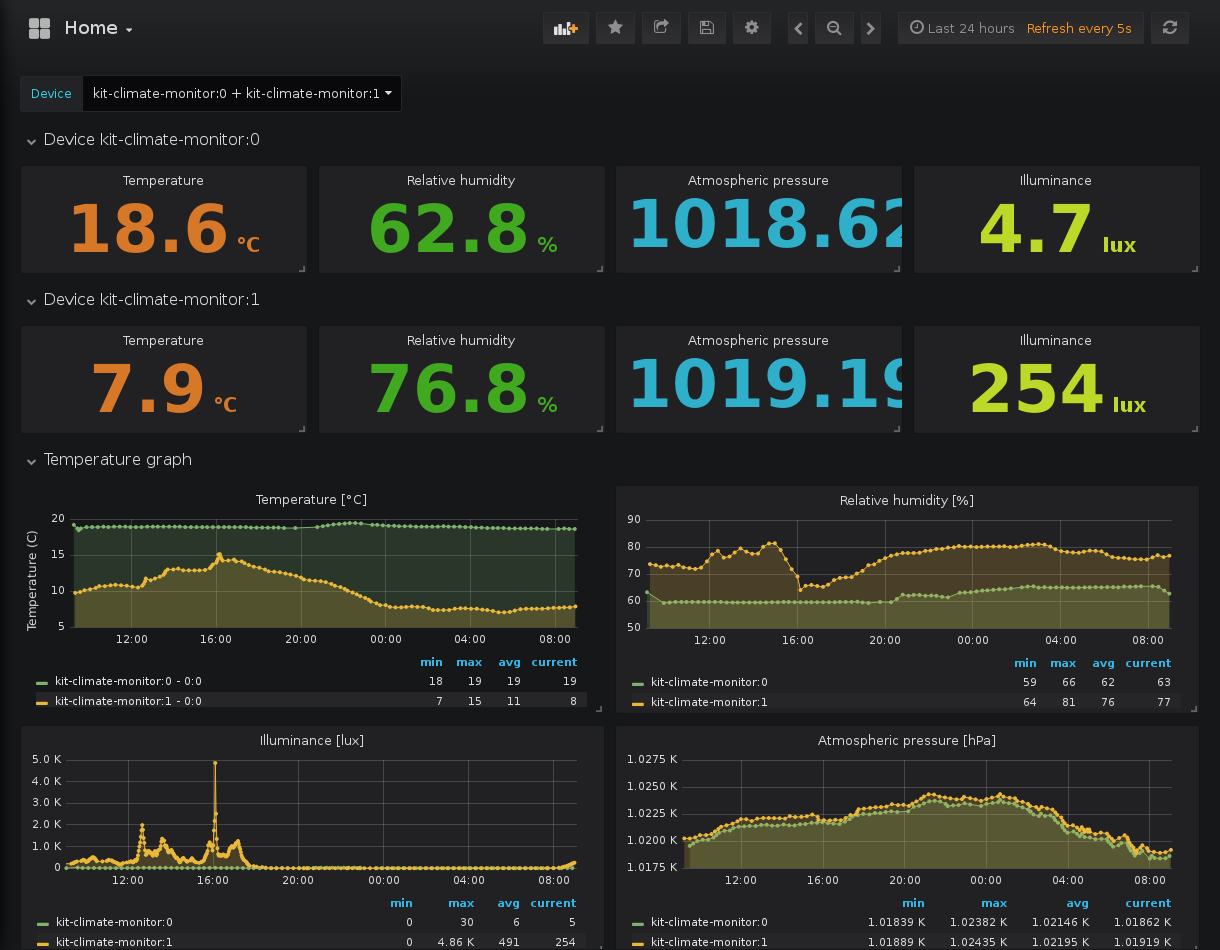 Home
Last 24 hours Refresh every 5s
Device kit-climate-monitor:0 + kit-climate-monitor:1
Device kit-climate-monitor:0
Temperature Relative humidity Atmospheric pressure Illuminance
18.6 °C 62.8 % 1018.62 4.7 lux
Device kit-climate-monitor:1
Temperature Relative humidity Atmospheric pressure Illuminance
7.9 °C 76.8 % 1019.19 254 lux
Temperature graph
Temperature [°C]
Temperature (C)
20
15
10
5
12:00 16:00 20:00 00:00 04:00 08:00
min max avg current
kit-climate-monitor:0 - 0:0 18 19 19 19
kit-climate-monitor:1 - 0:0 7 15 11 8
Relative humidity [%]
90
80
70
60
50
12:00 16:00 20:00 00:00 04:00 08:00
min max avg current
kit-climate-monitor:0 59 66 62 63
kit-climate-monitor:1 64 81 76 77
Illuminance [lux]
5.0 K
4.0 K
3.0 K
2.0 K
1.0 K
0
12:00 16:00 20:00 00:00 04:00 08:00
min max avg current
kit-climate-monitor:0 0 30 6 5
kit-climate-monitor:1 0 4.86 K 491 254
Atmospheric pressure [hPa]
1.0275 K
1.0250 K
1.0225 K
1.0200 K
1.0175 K
12:00 16:00 20:00 00:00 04:00 08:00
min max avg current
kit-climate-monitor:0 1.01839 K 1.02382 K 1.02146 K 1.01862 K
kit-climate-monitor:1 1.01889 K 1.02435 K 1.02195 K 1.01919 K